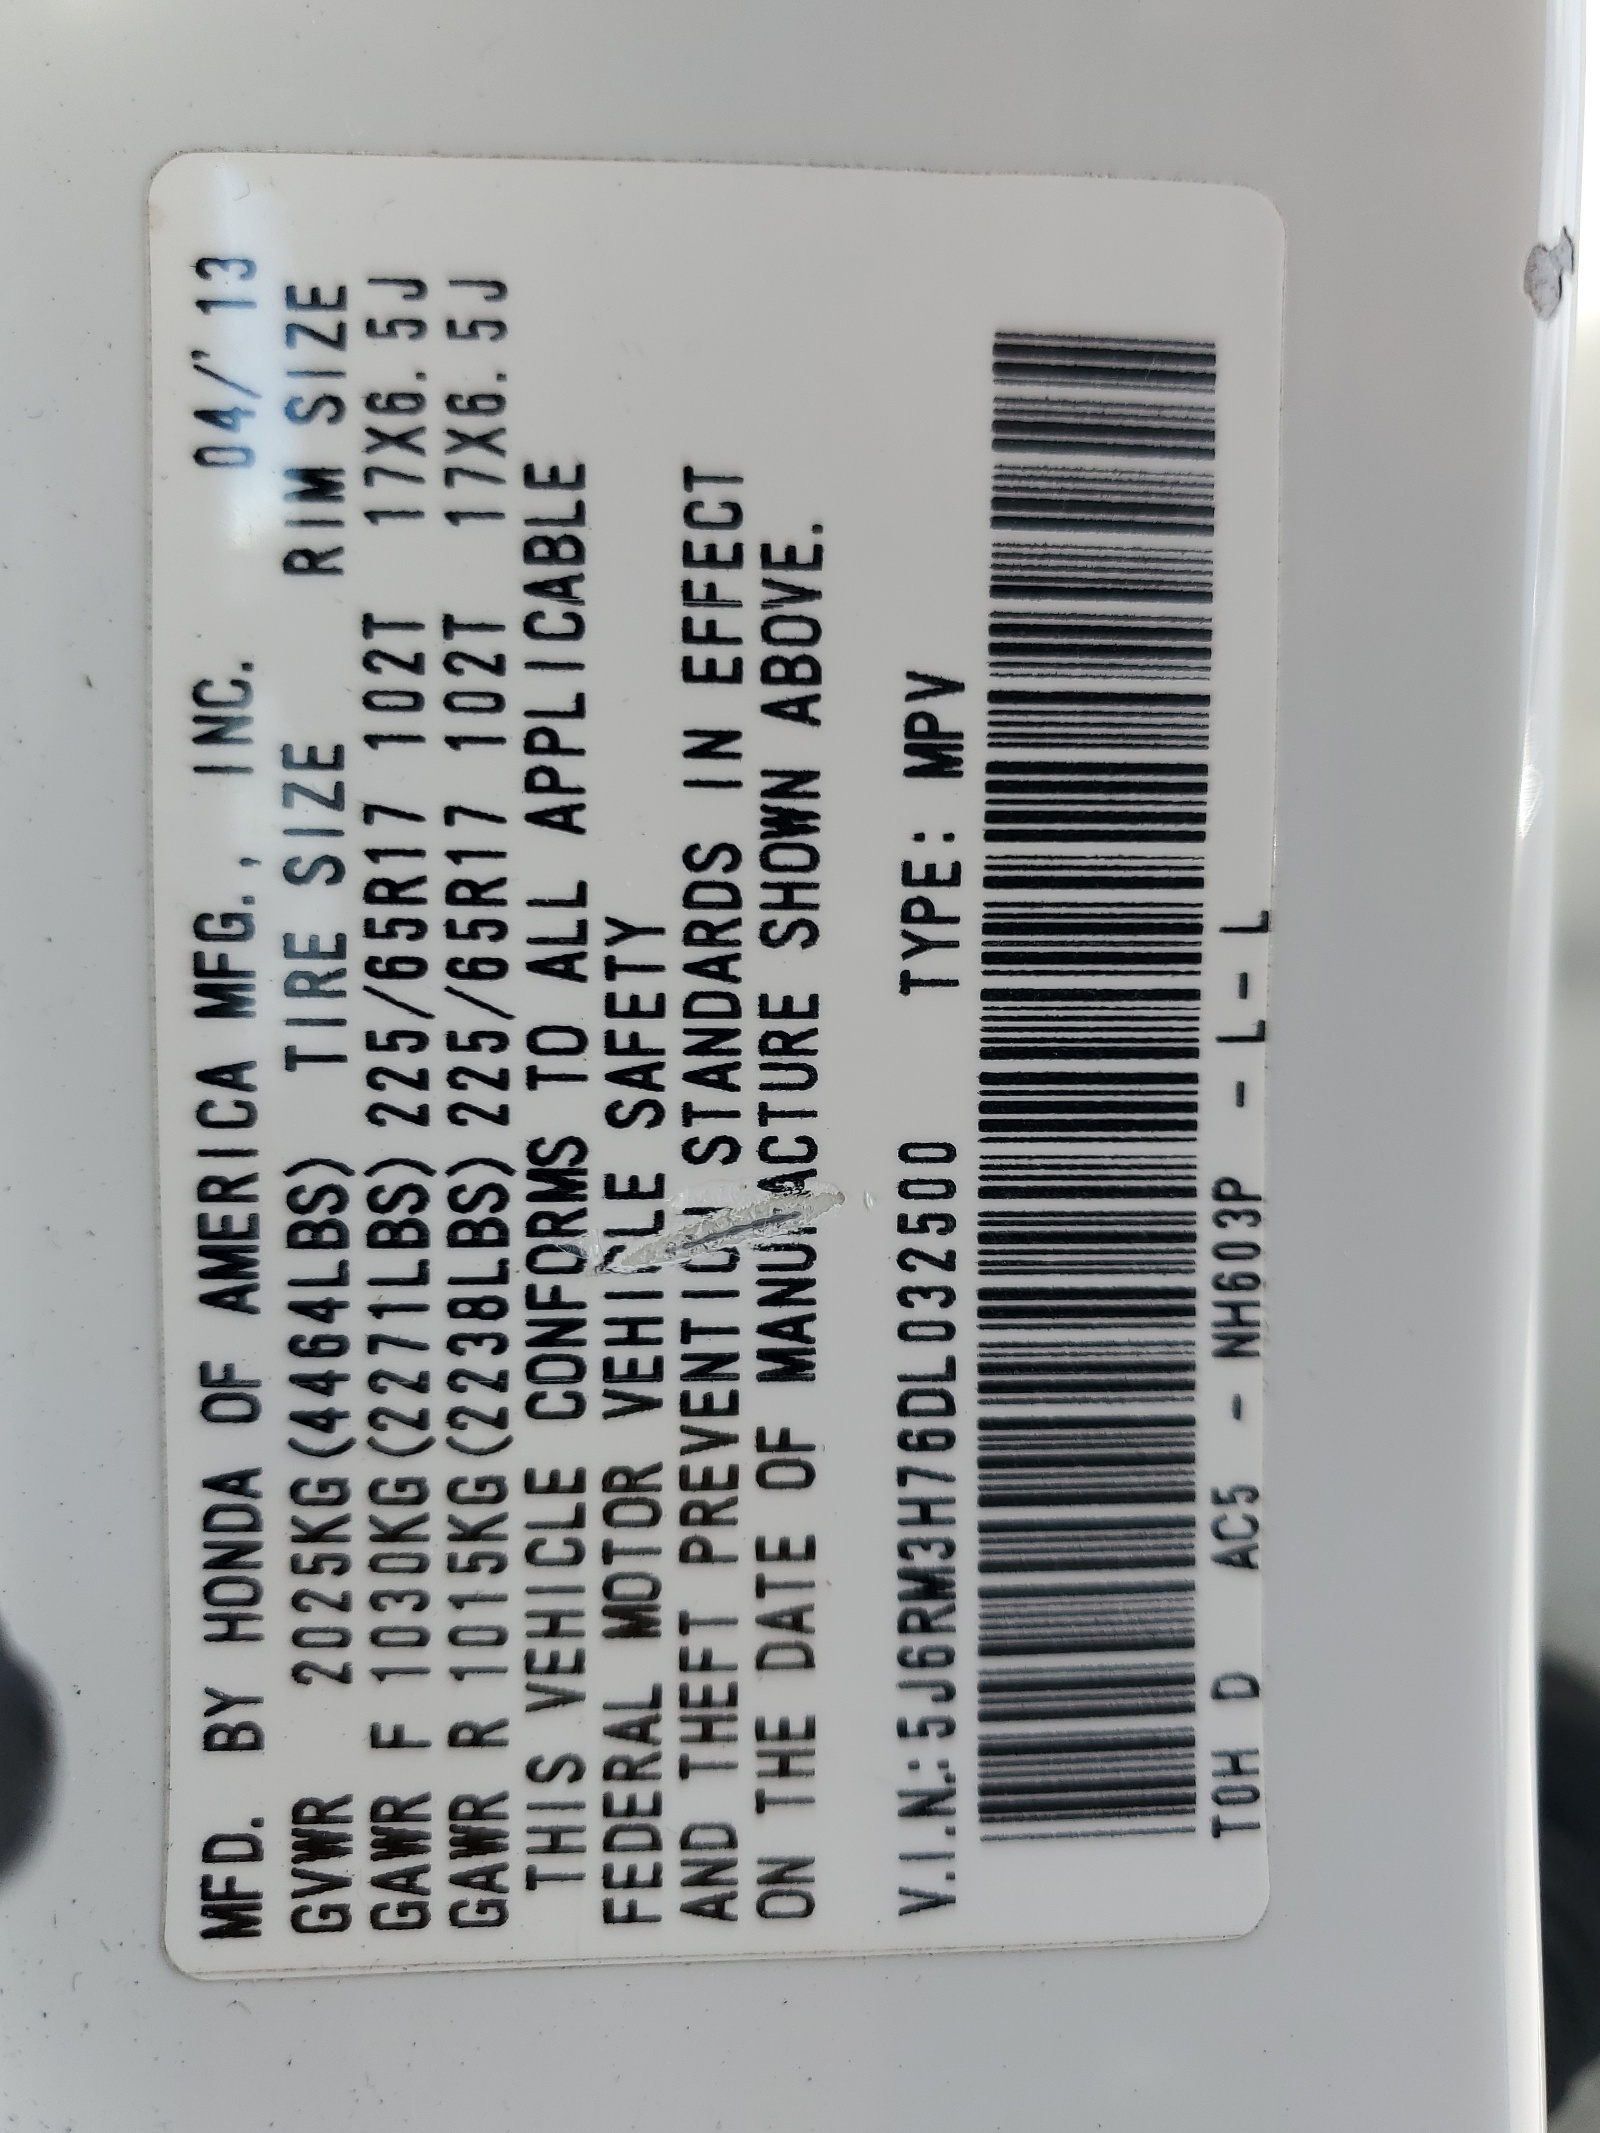 MFD. BY HONDA OF AMERICA MFG., INC. 04/'13
GVWR 2025KG(4464LBS) TIRE SIZE RIM SIZE
GAWR F 1030KG(2271LBS) 225/65R17 102T 17X6.5J
GAWR R 1015KG(2238LBS) 225/65R17 102T 17X6.5J
THIS VEHICLE CONFORMS TO ALL APPLICABLE
FEDERAL MOTOR VEHICLE SAFETY
AND THEFT PREVENTION STANDARDS IN EFFECT
ON THE DATE OF MANUFACTURE SHOWN ABOVE.
V.I.N.:5J6RM3H76DL032500 TYPE: MPV
T0H D AC5 - NH603P - L-L